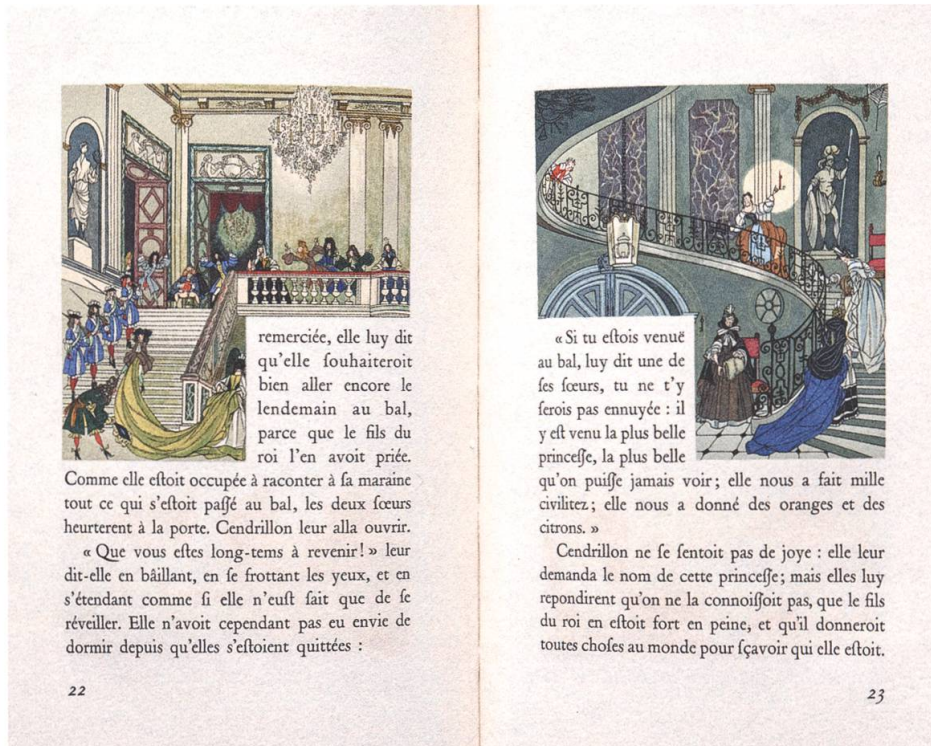 remerciée, elle luy dit
qu'elle ſouhaiteroit
bien aller encore le
lendemain au bal,
parce que le fils du
roi l'en avoit priée.
Comme elle eſtoit occupée à raconter à ſa maraine
tout ce qui s'eſtoit paſſé au bal, les deux ſœurs
heurterent à la porte. Cendrillon leur alla ouvrir.
« Que vous eſtes long-tems à revenir! » leur
dit-elle en bâillant, en ſe frottant les yeux, et en
s'étendant comme ſi elle n'euſt fait que de ſe
réveiller. Elle n'avoit cependant pas eu envie de
dormir depuis qu'elles s'eſtoient quittées :
22
« Si tu eſtois venuë
au bal, luy dit une de
ſes ſœurs, tu ne t'y
ſerois pas ennuyée : il
y eſt venu la plus belle
princeſſe, la plus belle
qu'on puiſſe jamais voir; elle nous a fait mille
civilitez; elle nous a donné des oranges et des
citrons. »
Cendrillon ne ſe ſentoit pas de joye : elle leur
demanda le nom de cette princeſſe; mais elles luy
repondirent qu'on ne la connoiſſoit pas, que le fils
du roi en eſtoit fort en peine, et qu'il donneroit
toutes choſes au monde pour ſçavoir qui elle eſtoit.
23